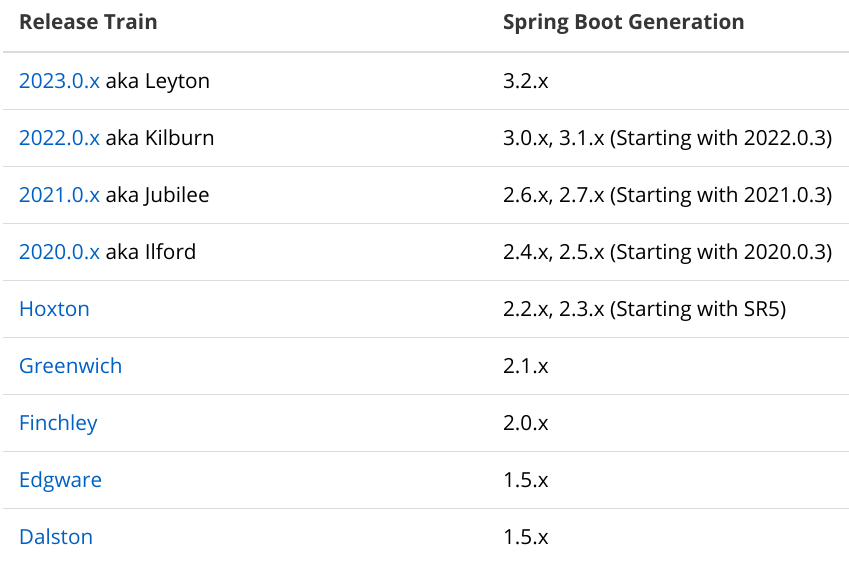 Release Train Spring Boot Generation
2023.0.x aka Leyton 3.2.x
2022.0.x aka Kilburn 3.0.x, 3.1.x (Starting with 2022.0.3)
2021.0.x aka Jubilee 2.6.x, 2.7.x (Starting with 2021.0.3)
2020.0.x aka Ilford 2.4.x, 2.5.x (Starting with 2020.0.3)
Hoxton 2.2.x, 2.3.x (Starting with SR5)
Greenwich 2.1.x
Finchley 2.0.x
Edgware 1.5.x
Dalston 1.5.x